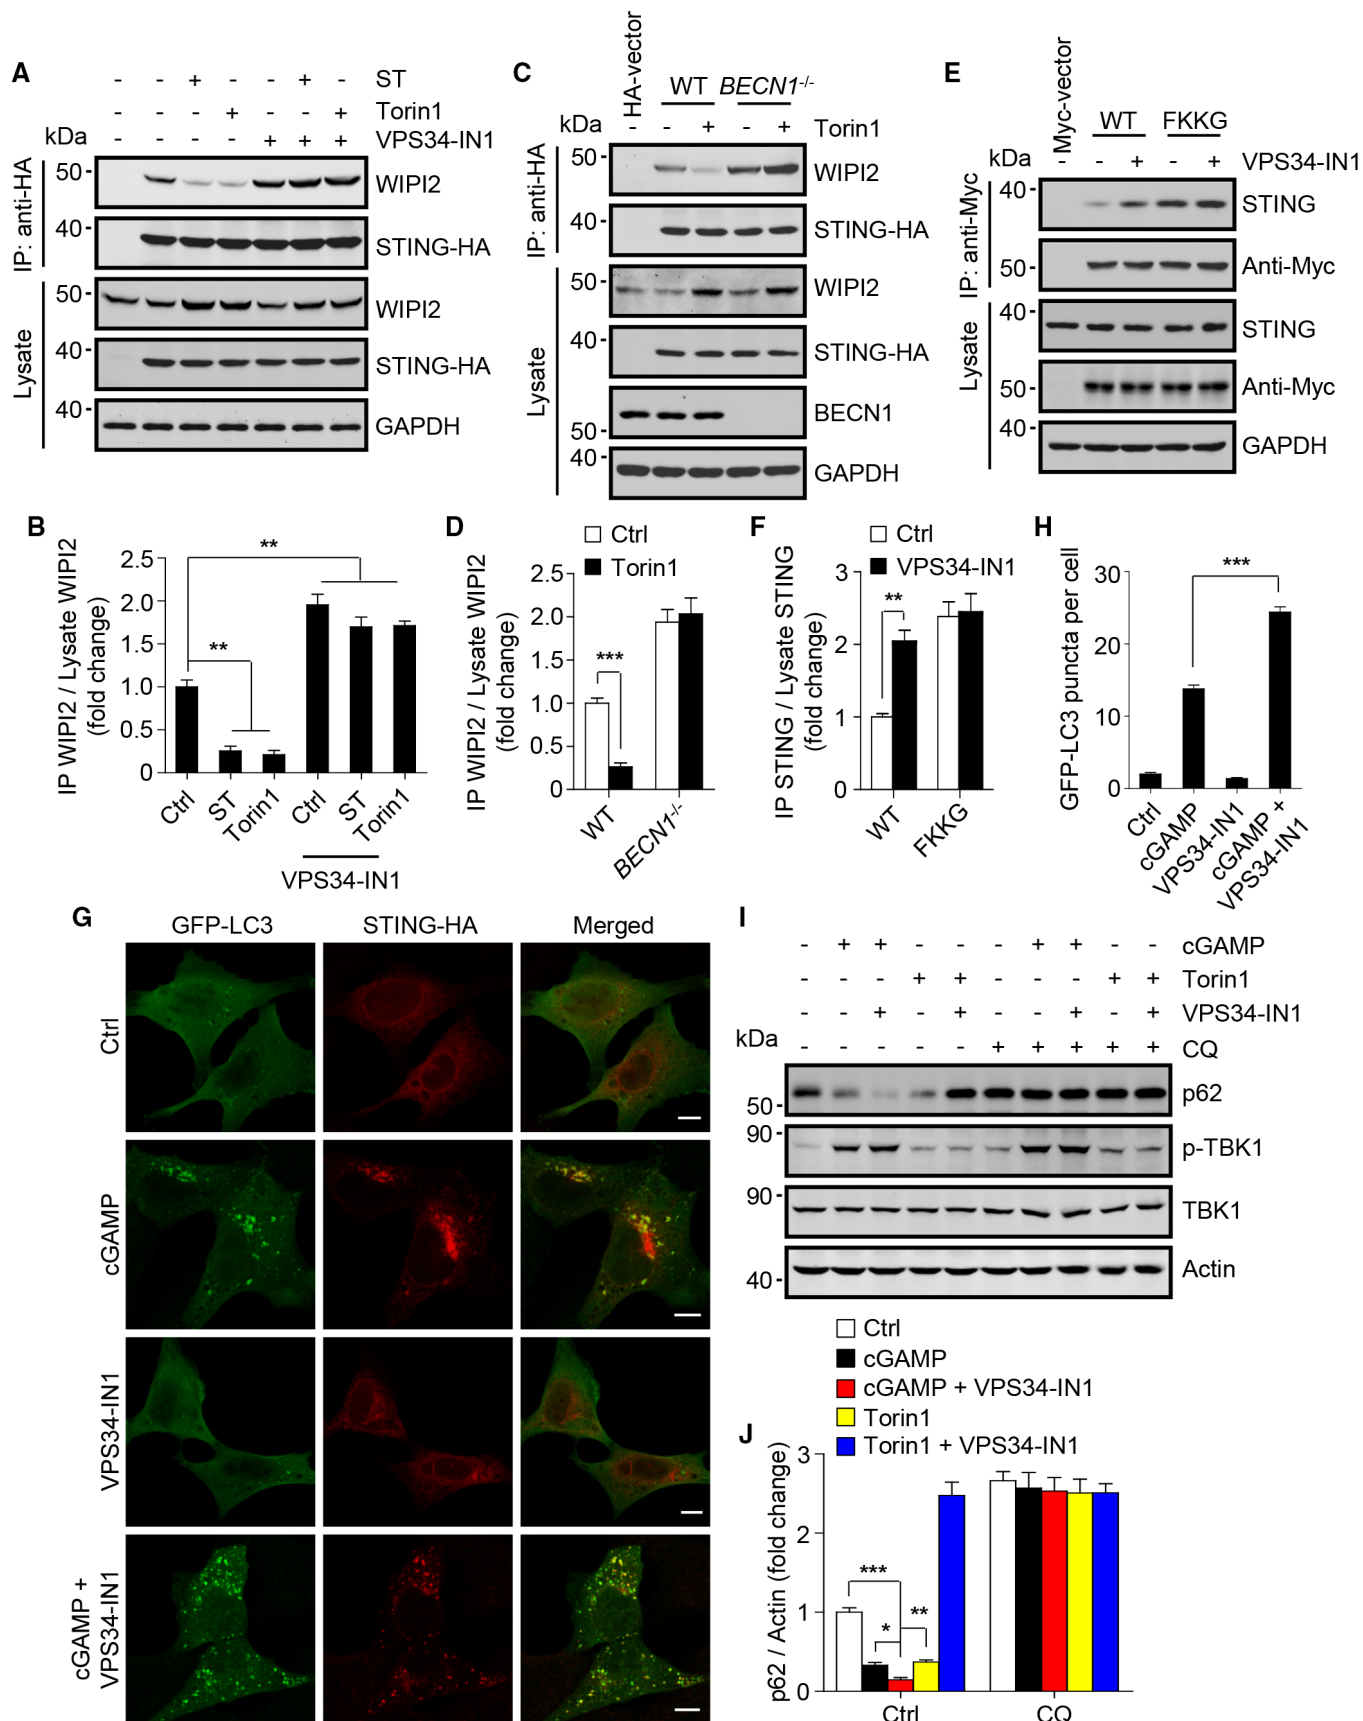 A
- - + - - + - ST
- - - + - - + Torin1
- - - - + + + VPS34-IN1
kDa
IP: anti-HA
50 WIPI2
40 STING-HA
Lysate
50 WIPI2
40 STING-HA
40 GAPDH
C
HA-vector
WT BECN1-/-
kDa - - + - + Torin1
IP: anti-HA
50 WIPI2
40 STING-HA
Lysate
50 WIPI2
40 STING-HA
50 BECN1
40 GAPDH
E
Myc-vector
WT FKKG
kDa - - + - + VPS34-IN1
IP: anti-Myc
40 STING
50 Anti-Myc
Lysate
40 STING
50 Anti-Myc
40 GAPDH
B
IP WIPI2 / Lysate WIPI2
(fold change)
2.5
2.0
1.5
1.0
0.5
0
**
**
Ctrl
ST
Torin1
Ctrl
ST
Torin1
VPS34-IN1
D
Ctrl
Torin1
IP WIPI2 / Lysate WIPI2
(fold change)
2.5
2.0
1.5
1.0
0.5
0
***
WT
BECN1-/-
F
Ctrl
VPS34-IN1
IP STING / Lysate STING
(fold change)
3
2
1
0
**
WT
FKKG
H
GFP-LC3 puncta per cell
30
20
10
0
***
Ctrl
cGAMP
VPS34-IN1
cGAMP +
VPS34-IN1
G
GFP-LC3 STING-HA Merged
Ctrl
cGAMP
VPS34-IN1
cGAMP +
VPS34-IN1
I
- + + - - - + + - - cGAMP
- - - + + - - - + + Torin1
- - + - + - - + - + VPS34-IN1
kDa - - - - - + + + + + CQ
50 p62
90 p-TBK1
90 TBK1
40 Actin
J
Ctrl
cGAMP
cGAMP + VPS34-IN1
Torin1
Torin1 + VPS34-IN1
p62 / Actin (fold change)
3
2
1
0
***
*
**
Ctrl CQ